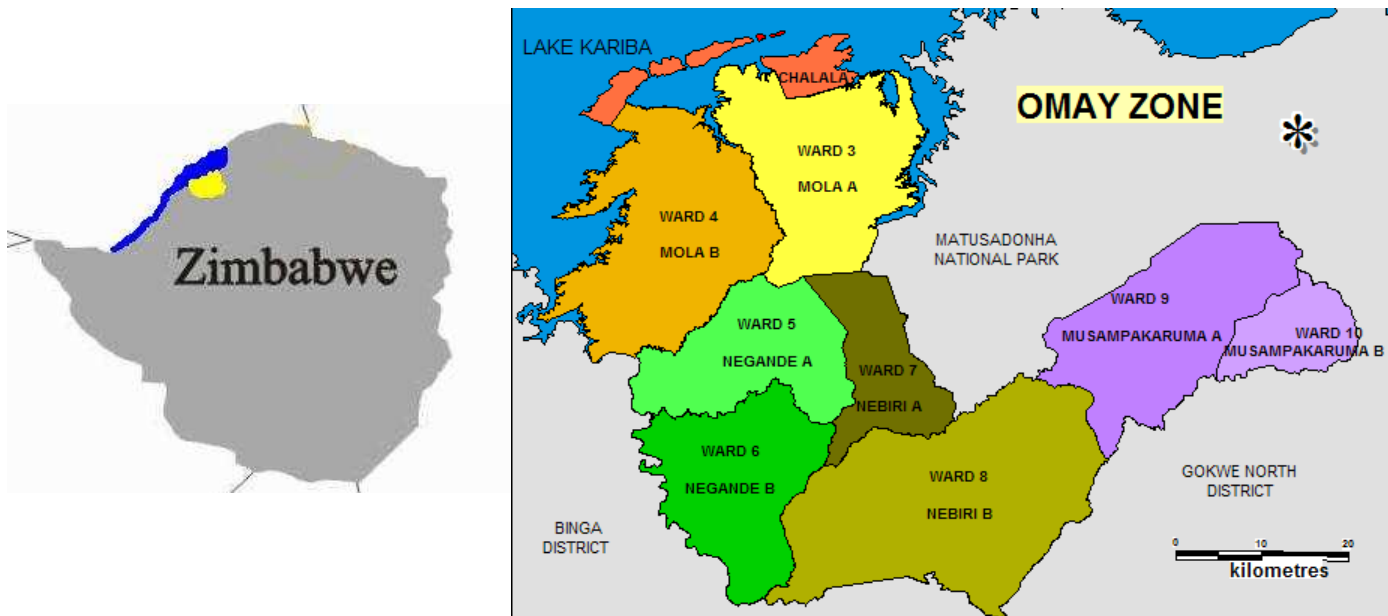 Zimbabwe
LAKE KARIBA
CHALALA
OMAY ZONE
*
WARD 3
MOLA A
WARD 4
MOLA B
MATUSADONHA
NATIONAL PARK
WARD 9
MUSAMPAKARUMA A
WARD 10
MUSAMPAKARUMA B
WARD 5
NEGANDE A
WARD 7
NEBIRI A
WARD 6
NEGANDE B
WARD 8
NEBIRI B
GOKWE NORTH
DISTRICT
BINGA
DISTRICT
0 10 20
kilometres